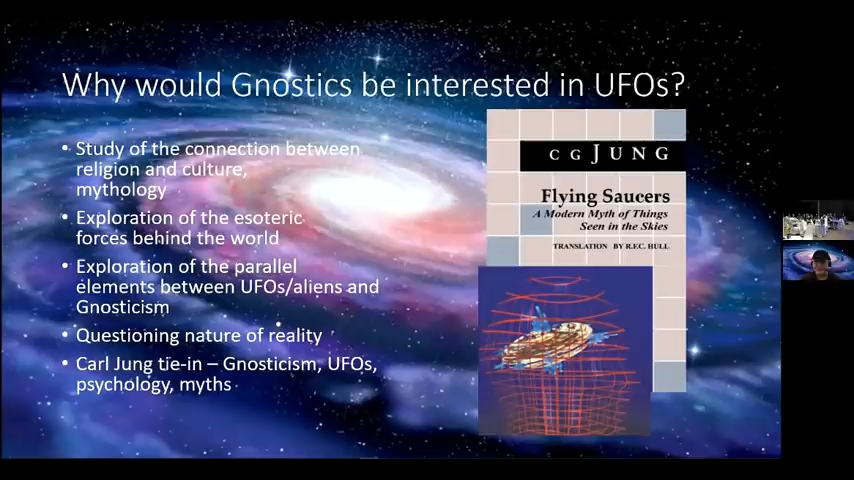 Why would Gnostics be interested in UFOs?
• Study of the connection between
religion and culture,
mythology
• Exploration of the esoteric
forces behind the world
• Exploration of the parallel
elements between UFOs/aliens and
Gnosticism
• Questioning nature of reality
• Carl Jung tie-in – Gnosticism, UFOs,
psychology, myths
C G JUNG
Flying Saucers
A Modern Myth of Things
Seen in the Skies
TRANSLATION BY R.F.C. HULL